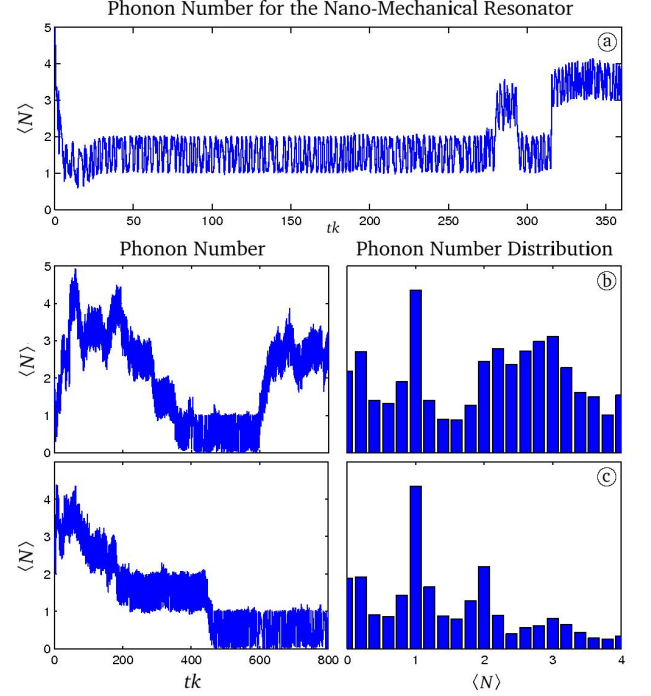 Phonon Number for the Nano-Mechanical Resonator
5
4
3
2
1
0
⟨N⟩
a
0 50 100 150 200 250 300 350
tk
Phonon Number
Phonon Number Distribution
5
4
3
2
1
0
⟨N⟩
b
4
3
2
1
0
⟨N⟩
c
0 200 400 600 800
0 1 2 3 4
tk
⟨N⟩